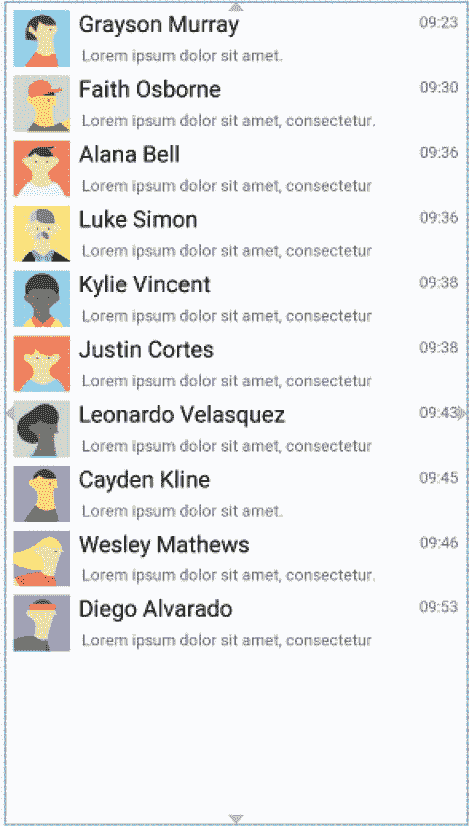 Grayson Murray 09:23
Lorem ipsum dolor sit amet.
Faith Osborne 09:30
Lorem ipsum dolor sit amet, consectetur.
Alana Bell 09:36
Lorem ipsum dolor sit amet, consectetur
Luke Simon 09:36
Lorem ipsum dolor sit amet, consectetur
Kylie Vincent 09:38
Lorem ipsum dolor sit amet, consectetur
Justin Cortes 09:38
Lorem ipsum dolor sit amet, consectetur
Leonardo Velasquez 09:43
Lorem ipsum dolor sit amet, consectetur
Cayden Kline 09:45
Lorem ipsum dolor sit amet.
Wesley Mathews 09:46
Lorem ipsum dolor sit amet, consectetur.
Diego Alvarado 09:53
Lorem ipsum dolor sit amet, consectetur